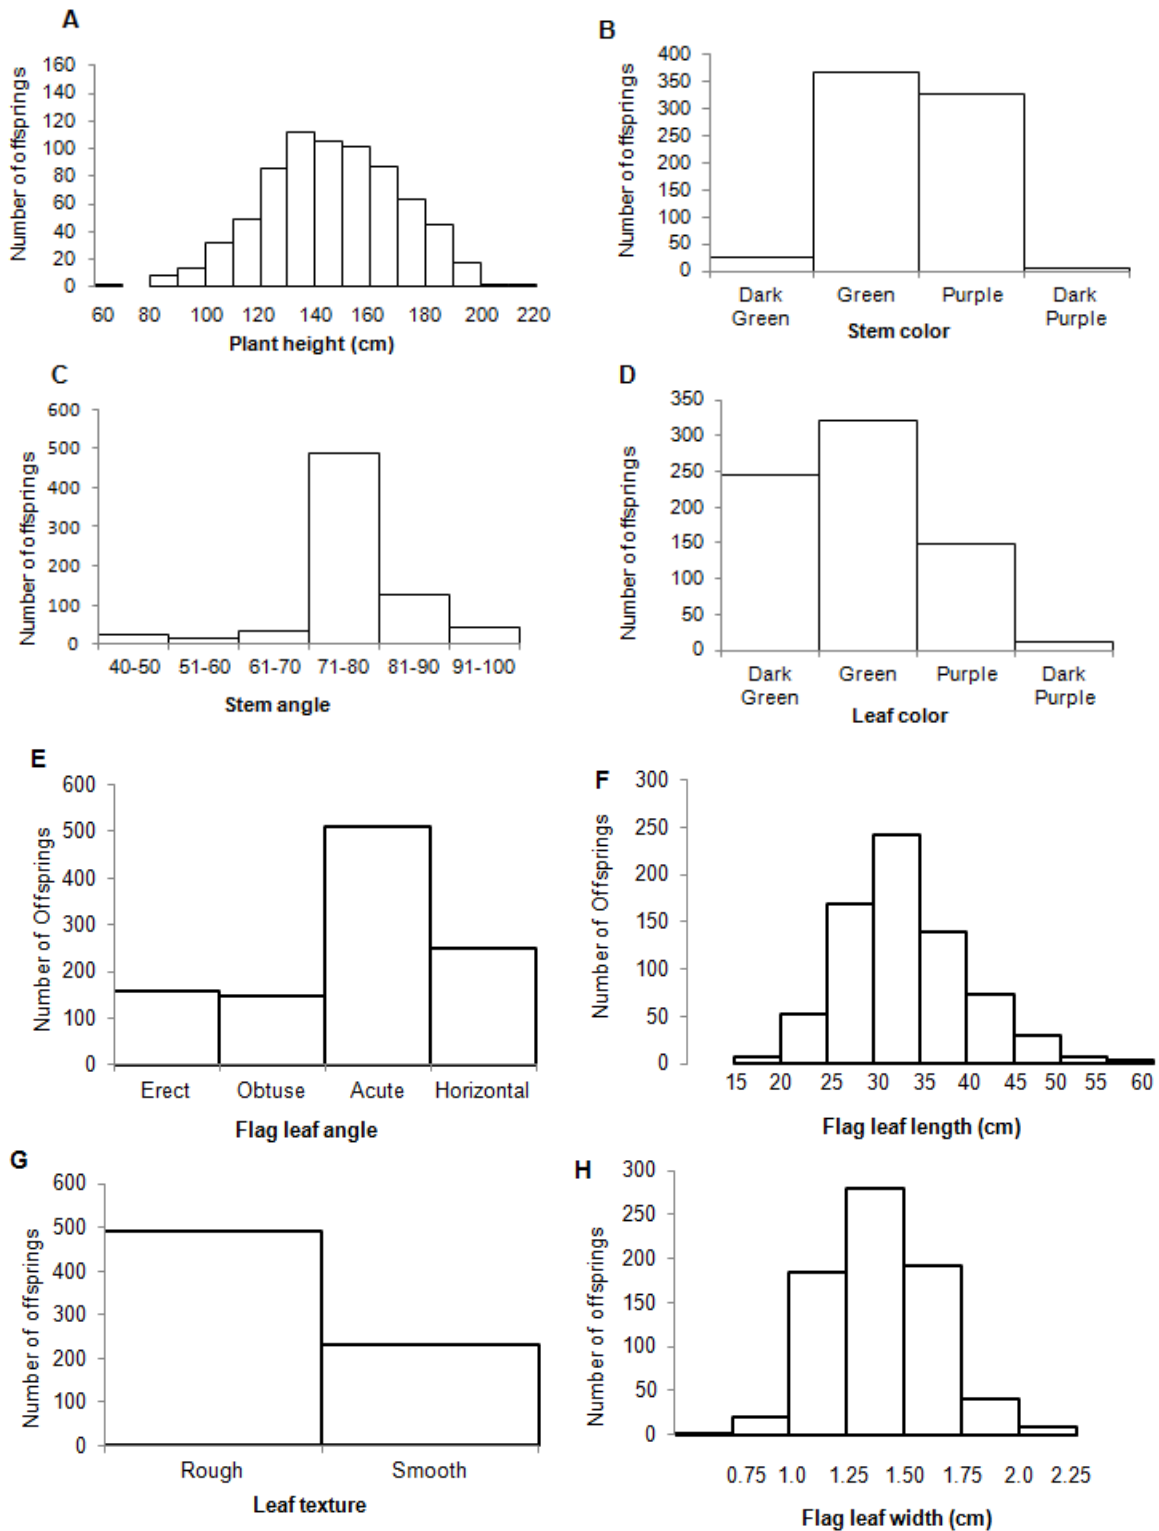 A
Number of offsprings
160
140
120
100
80
60
40
20
0
60 80 100 120 140 160 180 200 220
Plant height (cm)
B
Number of offsprings
400
350
300
250
200
150
100
50
0
Dark Green Purple Dark
Green Purple
Stem color
C
Number of offsprings
600
500
400
300
200
100
0
40-50 51-60 61-70 71-80 81-90 91-100
Stem angle
D
Number of offsprings
350
300
250
200
150
100
50
0
Dark Green Purple Dark
Green Purple
Leaf color
E
Number of Offsprings
600
500
400
300
200
100
0
Erect Obtuse Acute Horizontal
Flag leaf angle
F
Number of Offsprings
300
250
200
150
100
50
0
15 20 25 30 35 40 45 50 55 60
Flag leaf length (cm)
G
Number of offsprings
600
500
400
300
200
100
0
Rough Smooth
Leaf texture
H
Number of offsprings
300
250
200
150
100
50
0
0.75 1.0 1.25 1.50 1.75 2.0 2.25
Flag leaf width (cm)